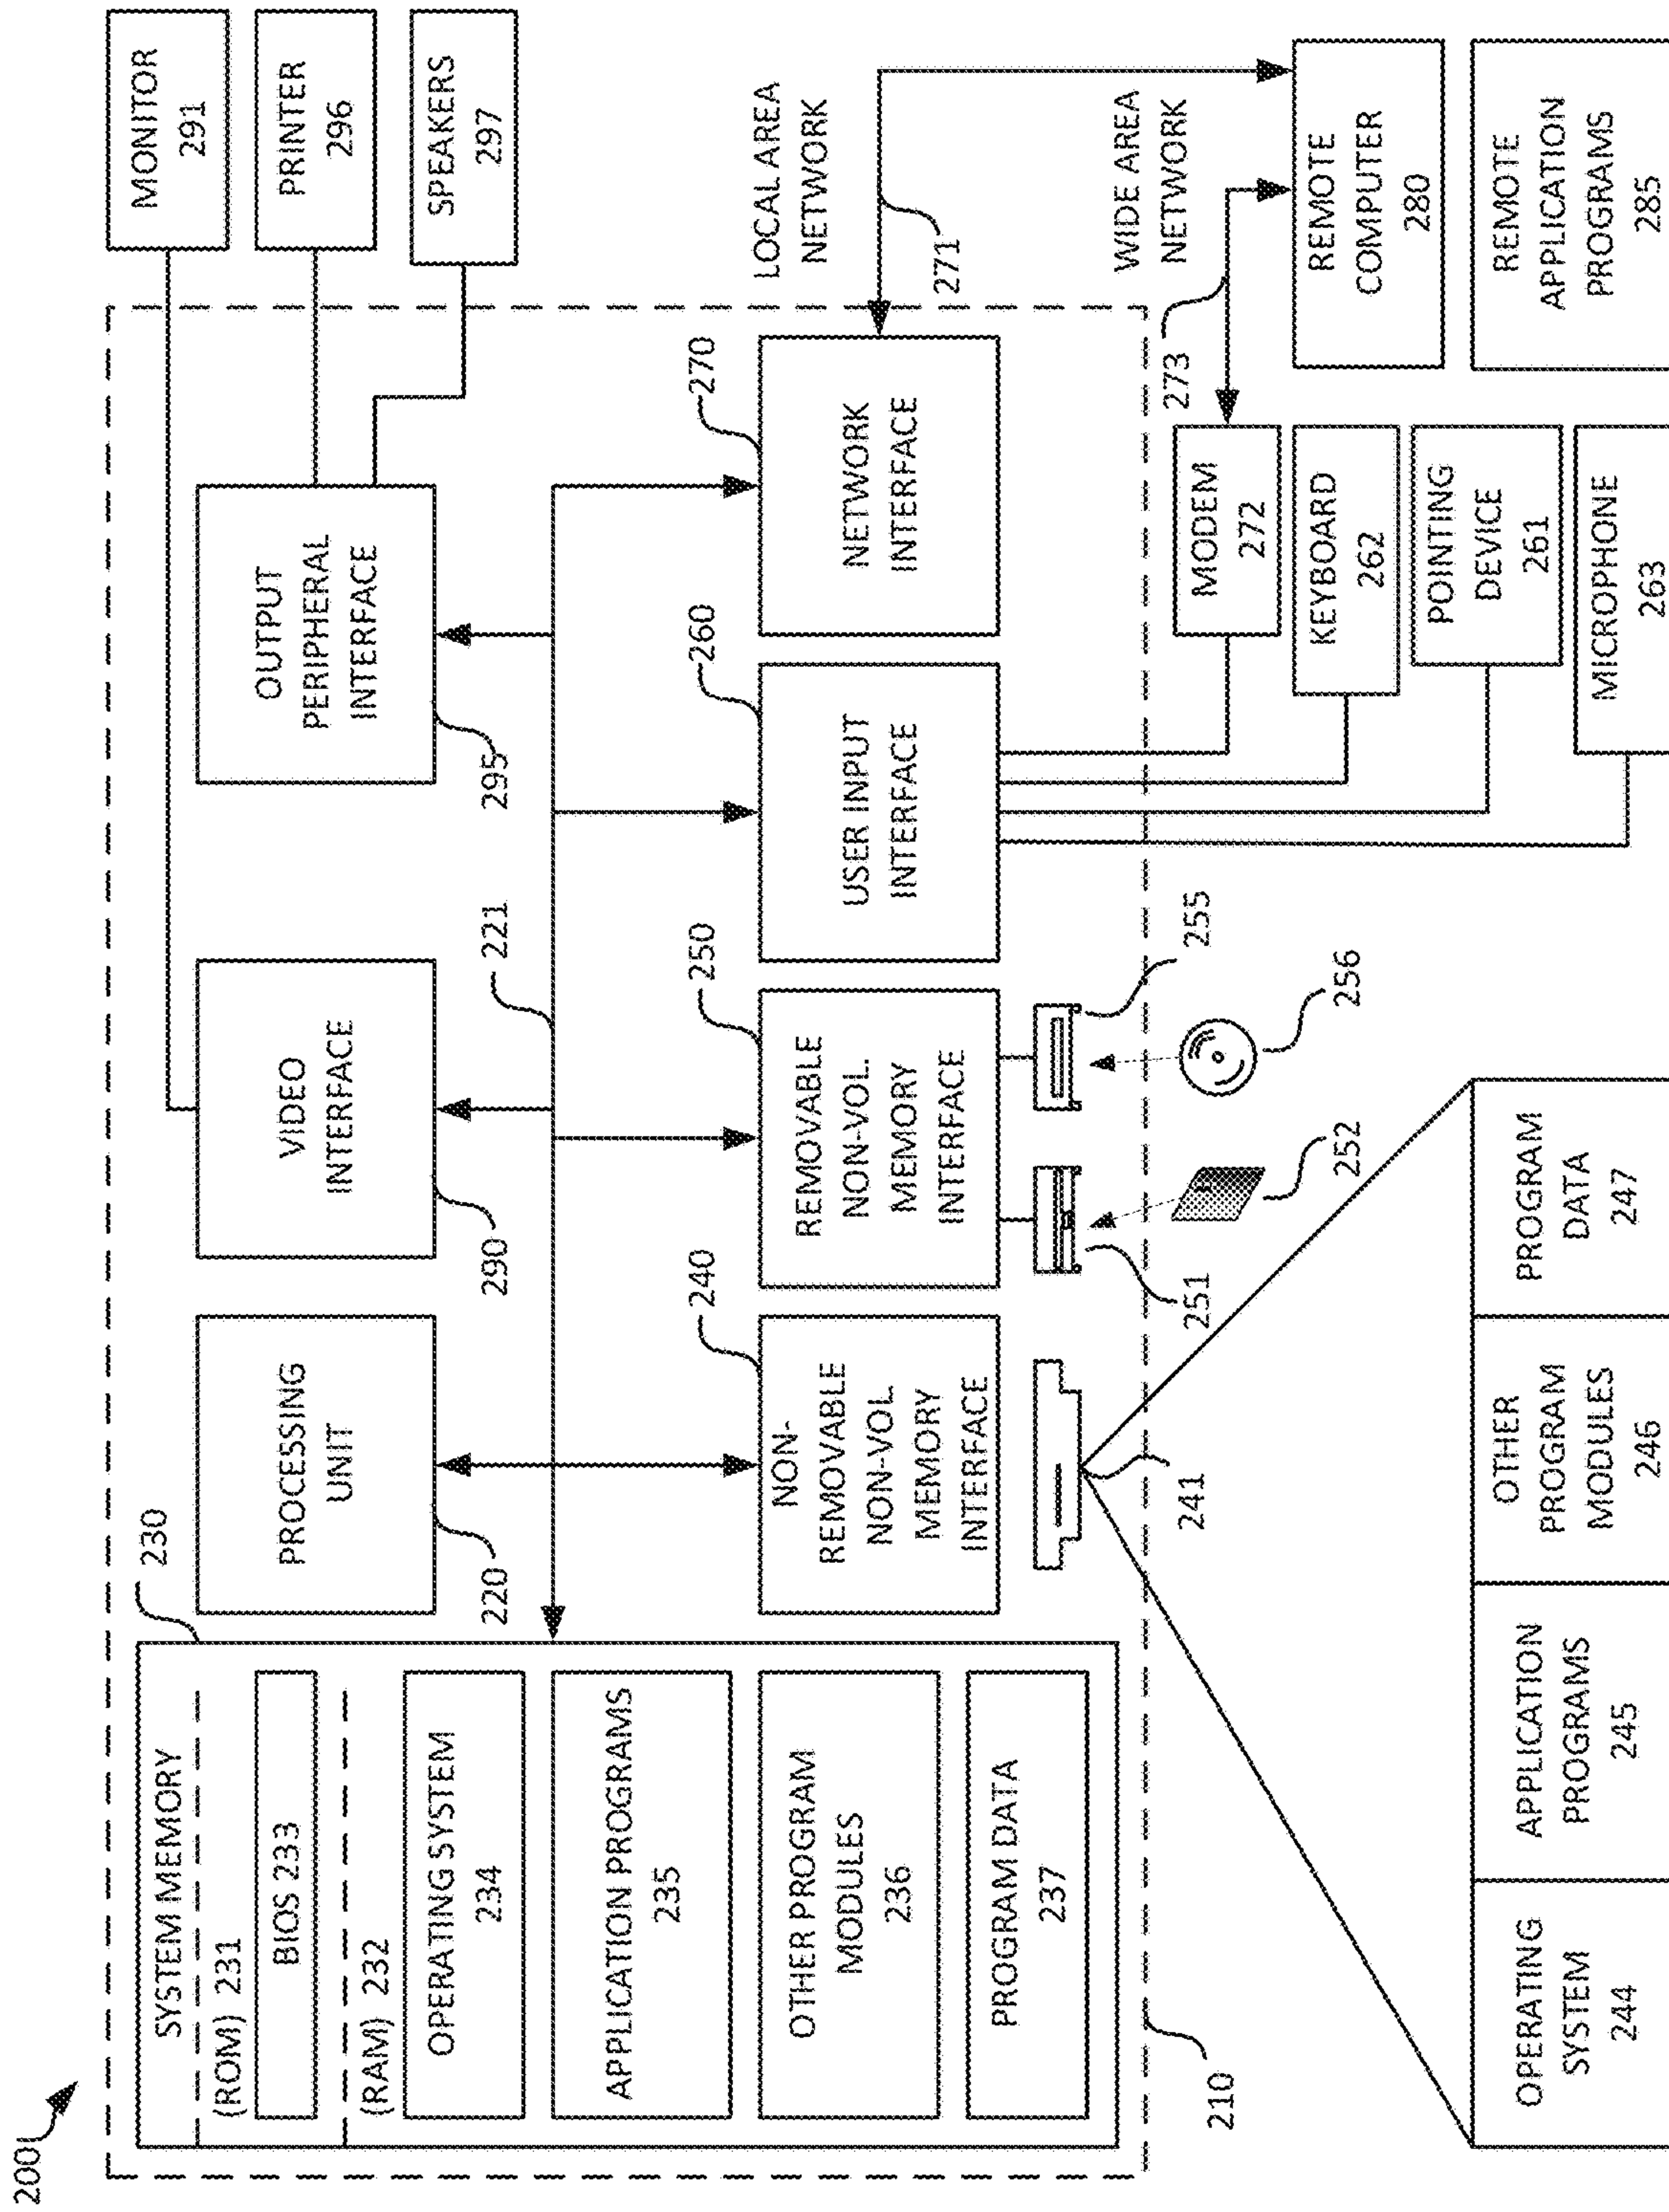 200
SYSTEM MEMORY
(ROM) 231
BIOS 233
(RAM) 232
OPERATING SYSTEM
234
APPLICATION PROGRAMS
235
OTHER PROGRAM
MODULES
236
PROGRAM DATA
237
210
230
PROCESSING
UNIT
220
VIDEO
INTERFACE
290
221
OUTPUT
PERIPHERAL
INTERFACE
295
MONITOR
291
PRINTER
296
SPEAKERS
297
240
NON-
REMOVABLE
NON-VOL.
MEMORY
INTERFACE
250
REMOVABLE
NON-VOL.
MEMORY
INTERFACE
260
USER INPUT
INTERFACE
270
NETWORK
INTERFACE
LOCAL AREA
NETWORK
271
241
251
252
255
256
WIDE AREA
NETWORK
273
MODEM
272
KEYBOARD
262
POINTING
DEVICE
261
MICROPHONE
263
REMOTE
COMPUTER
280
REMOTE
APPLICATION
PROGRAMS
285
OPERATING
SYSTEM
244
APPLICATION
PROGRAMS
245
OTHER
PROGRAM
MODULES
246
PROGRAM
DATA
247